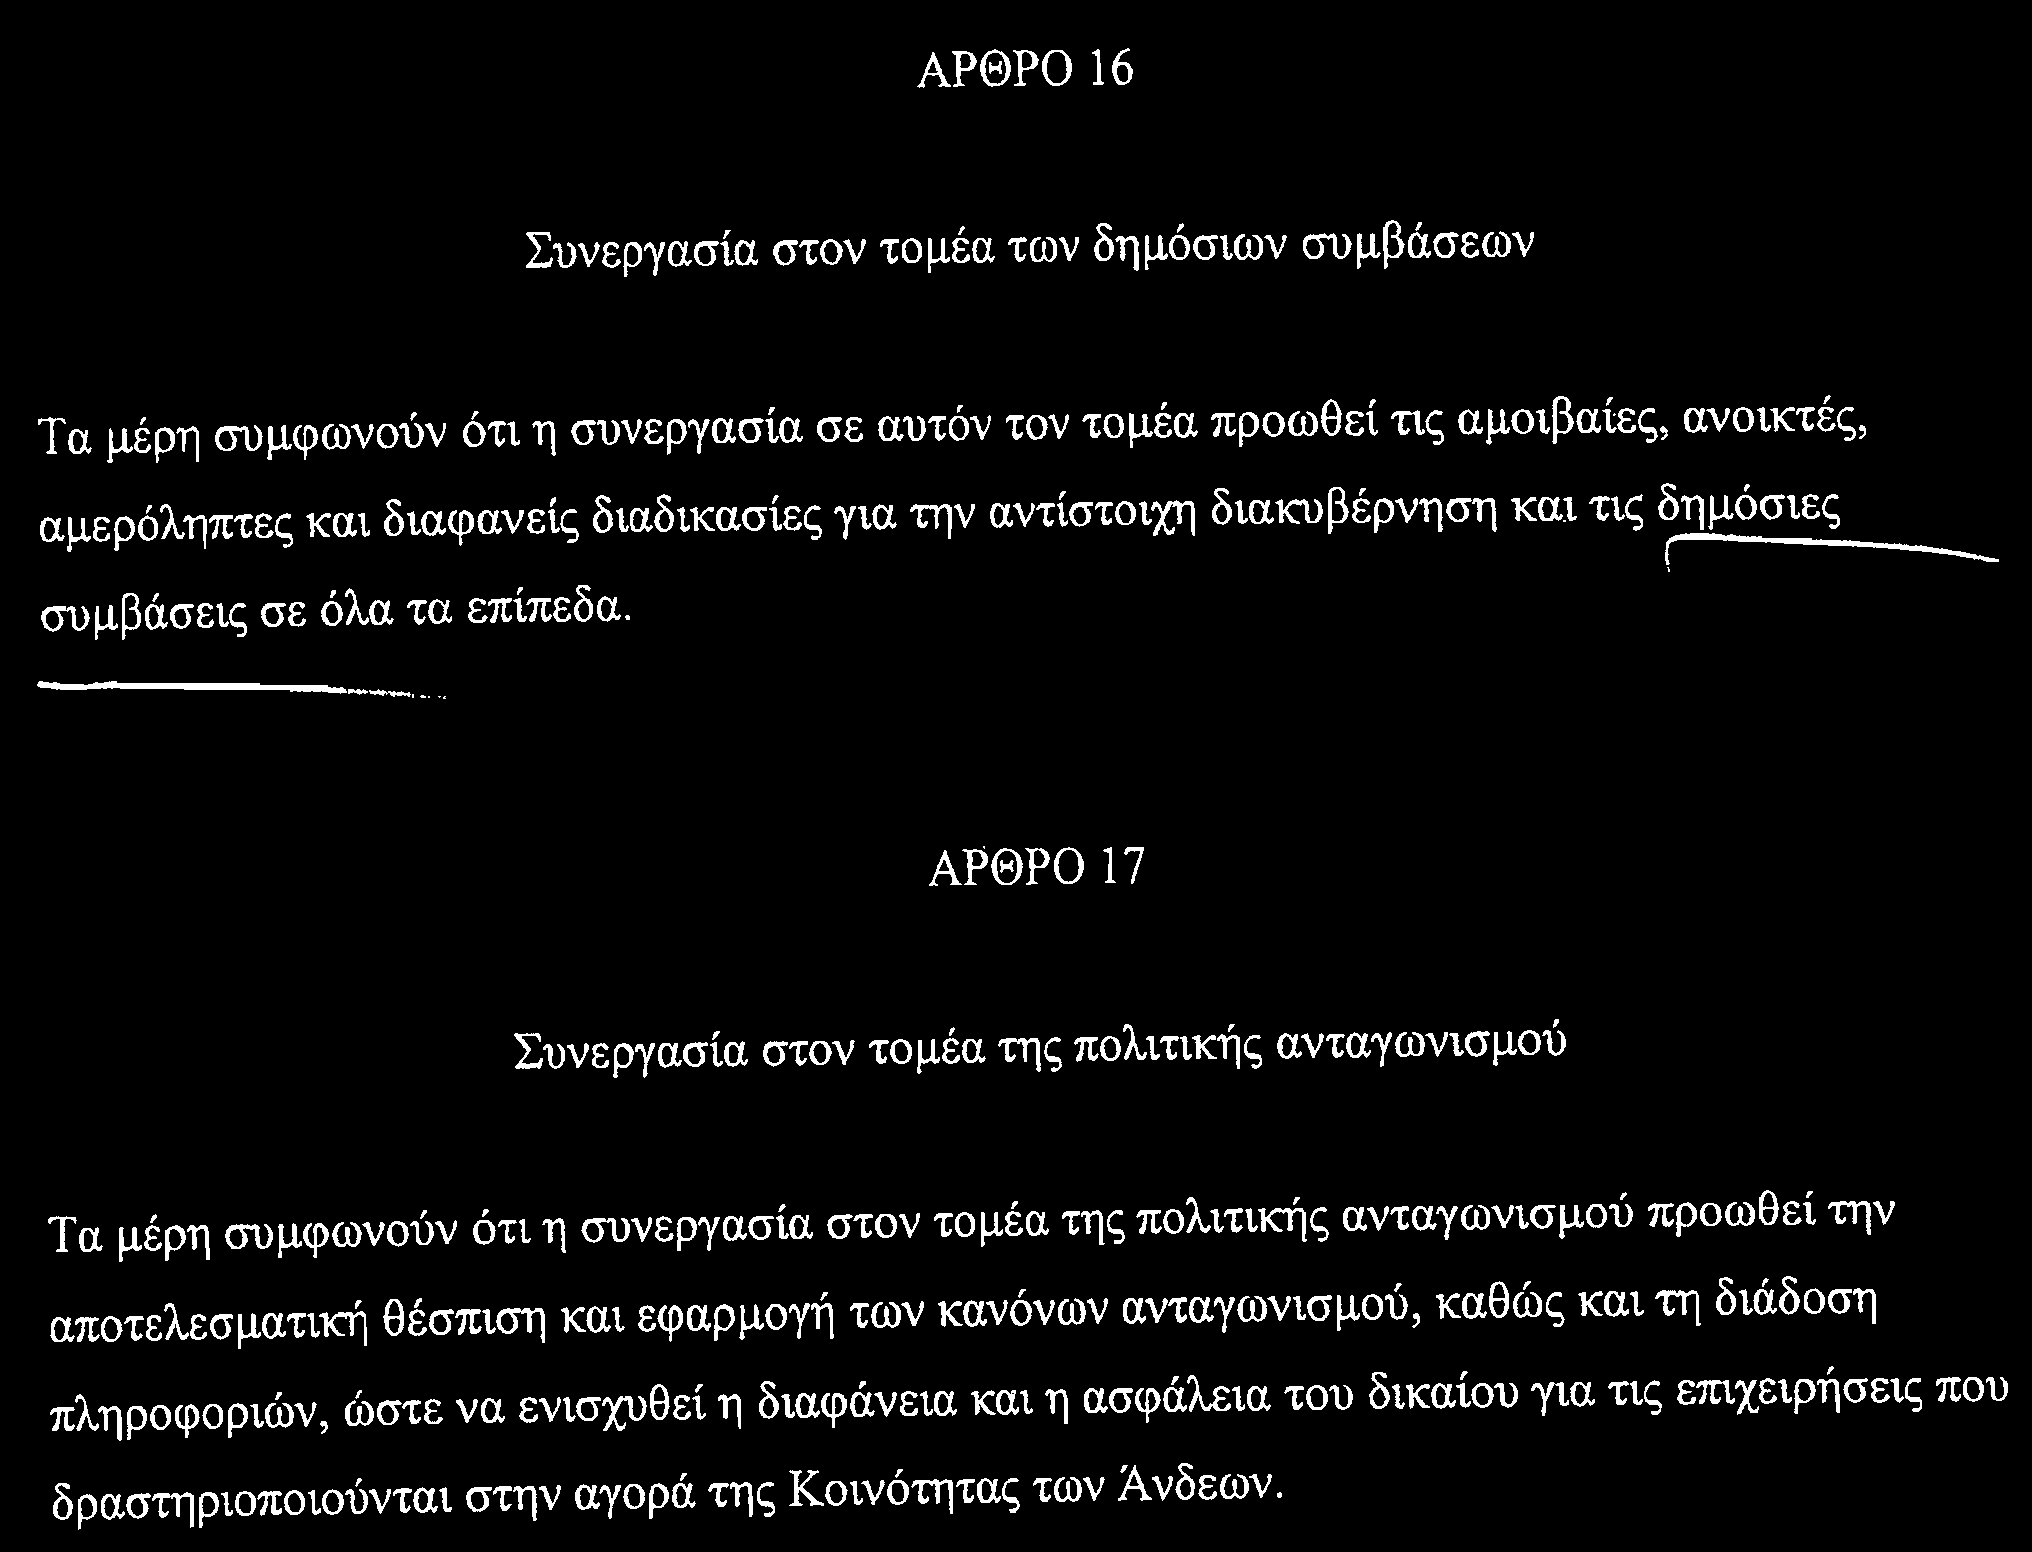 ΑΡΘΡΟ 16
Συνεργασία στον τομέα των δημόσιων συμβάσεων
Τα μέρη συμφωνούν ότι η συνεργασία σε αυτόν τον τομέα προωθεί τις αμοιβαίες, ανοικτές,
αμερόληπτες και διαφανείς διαδικασίες για την αντίστοιχη διακυβέρνηση και τις δημόσιες
συμβάσεις σε όλα τα επίπεδα.
ΑΡΘΡΟ 17
Συνεργασία στον τομέα της πολιτικής ανταγωνισμού
Τα μέρη συμφωνούν ότι η συνεργασία στον τομέα της πολιτικής ανταγωνισμού προωθεί την
αποτελεσματική θέσπιση και εφαρμογή των κανόνων ανταγωνισμού, καθώς και τη διάδοση
πληροφοριών, ώστε να ενισχυθεί η διαφάνεια και η ασφάλεια του δικαίου για τις επιχειρήσεις που
δραστηριοποιούνται στην αγορά της Κοινότητας των Άνδεων.